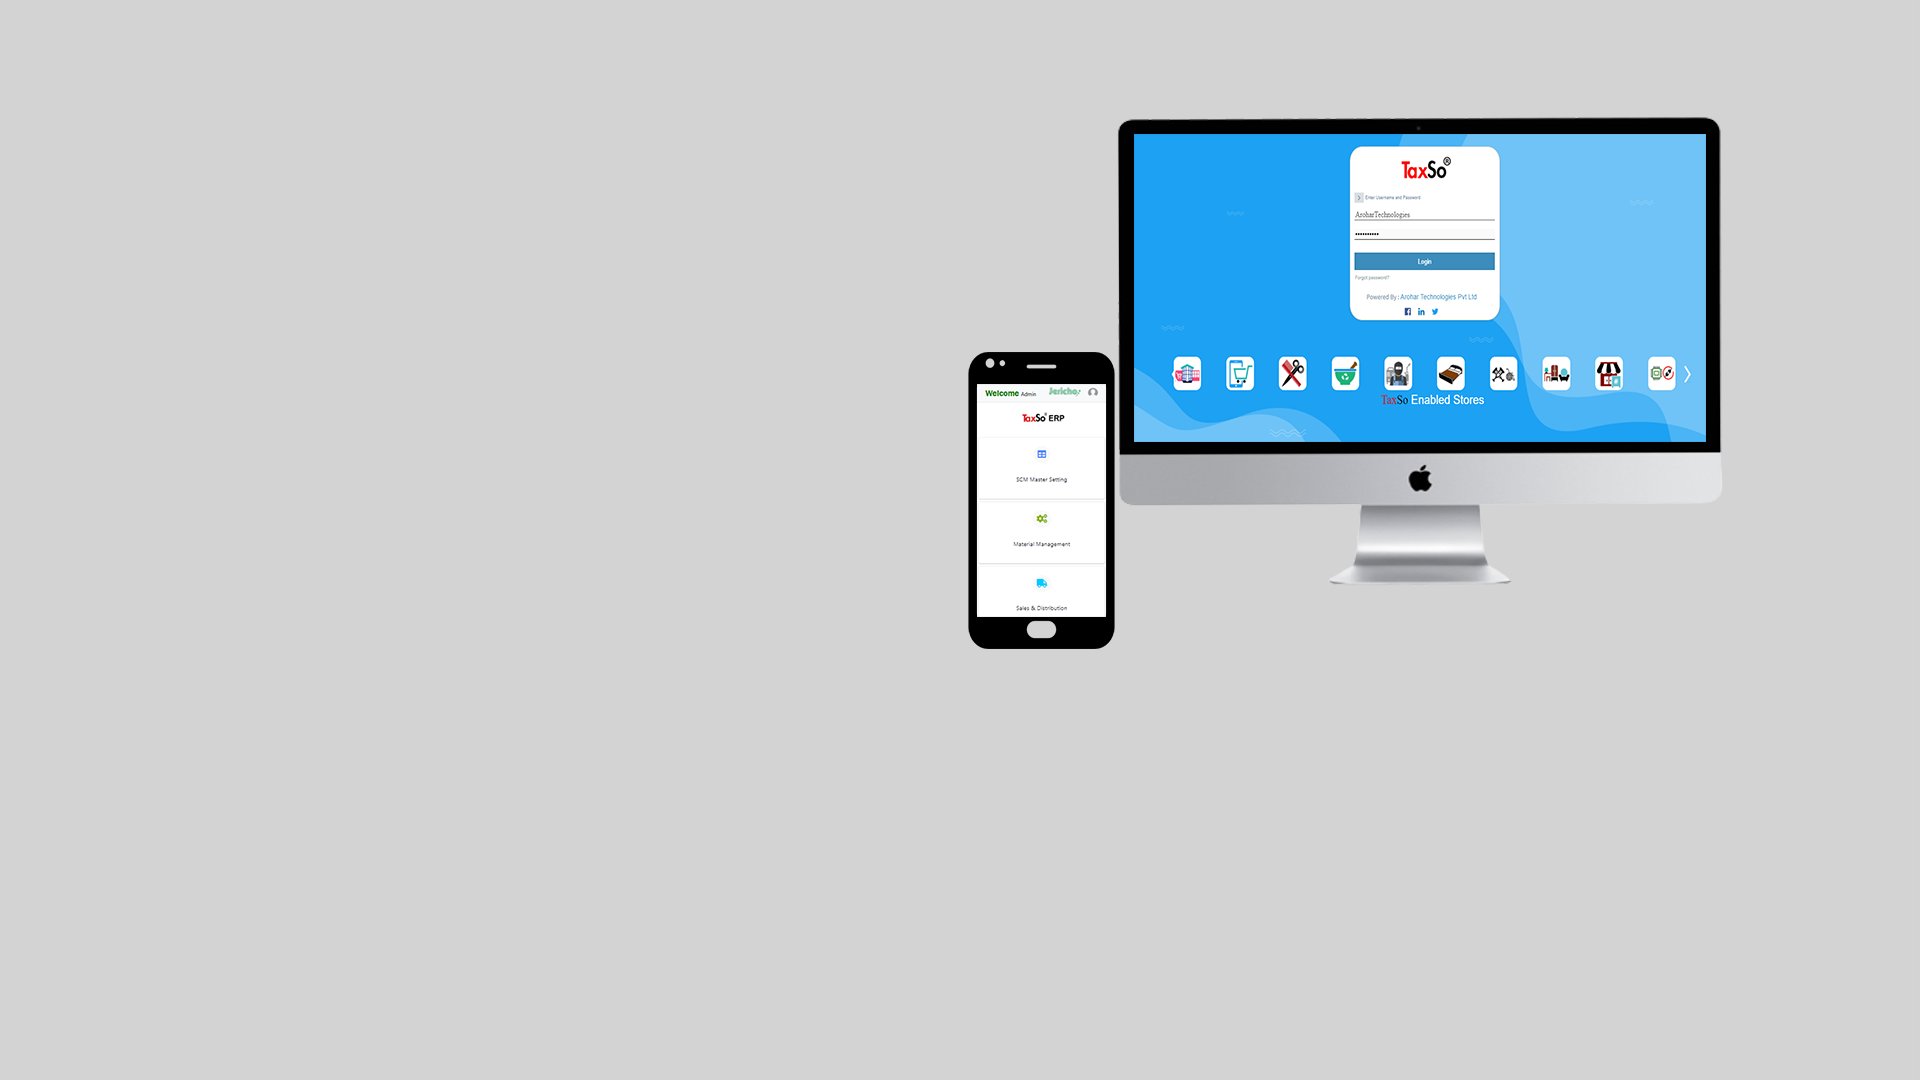 TaxSo®
Enter Username and Password
AroharTechnologies
Login
Forgot password?
Powered By : Arohar Technologies Pvt Ltd
TaxSo Enabled Stores
Welcome Admin
Jericho
TaxSo® ERP
SCM Master Setting
Material Management
Sales & Distribution